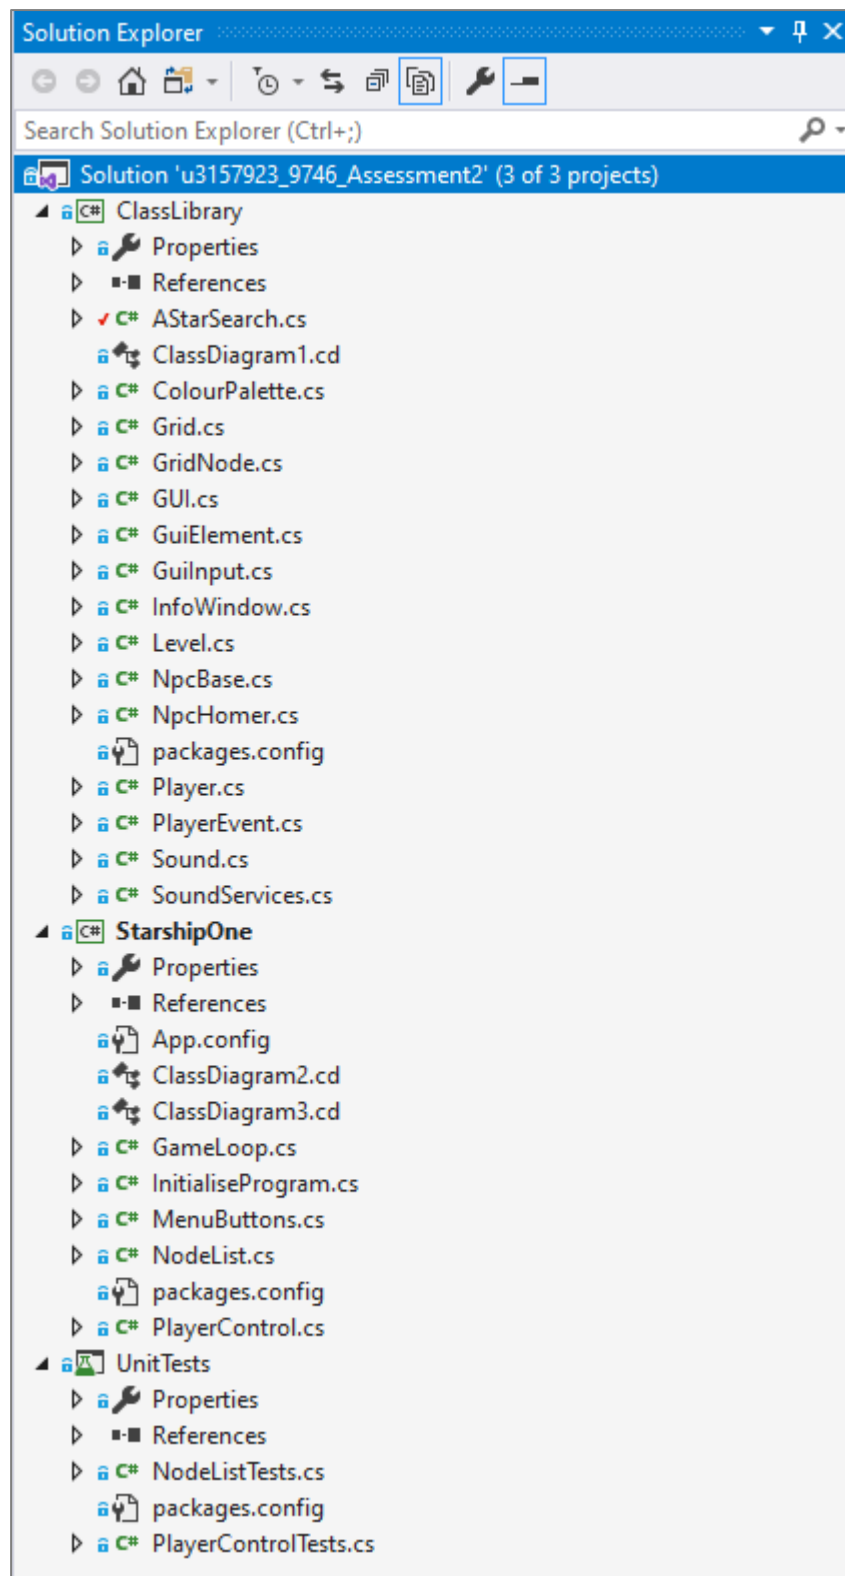 Solution Explorer
Search Solution Explorer (Ctrl+;)
Solution 'u3157923_9746_Assessment2' (3 of 3 projects)
C# ClassLibrary
Properties
References
C# AStarSearch.cs
ClassDiagram1.cd
C# ColourPalette.cs
C# Grid.cs
C# GridNode.cs
C# GUI.cs
C# GuiElement.cs
C# GuiInput.cs
C# InfoWindow.cs
C# Level.cs
C# NpcBase.cs
C# NpcHomer.cs
packages.config
C# Player.cs
C# PlayerEvent.cs
C# Sound.cs
C# SoundServices.cs
C# StarshipOne
Properties
References
App.config
ClassDiagram2.cd
ClassDiagram3.cd
C# GameLoop.cs
C# InitialiseProgram.cs
C# MenuButtons.cs
C# NodeList.cs
packages.config
C# PlayerControl.cs
UnitTests
Properties
References
C# NodeListTests.cs
packages.config
C# PlayerControlTests.cs